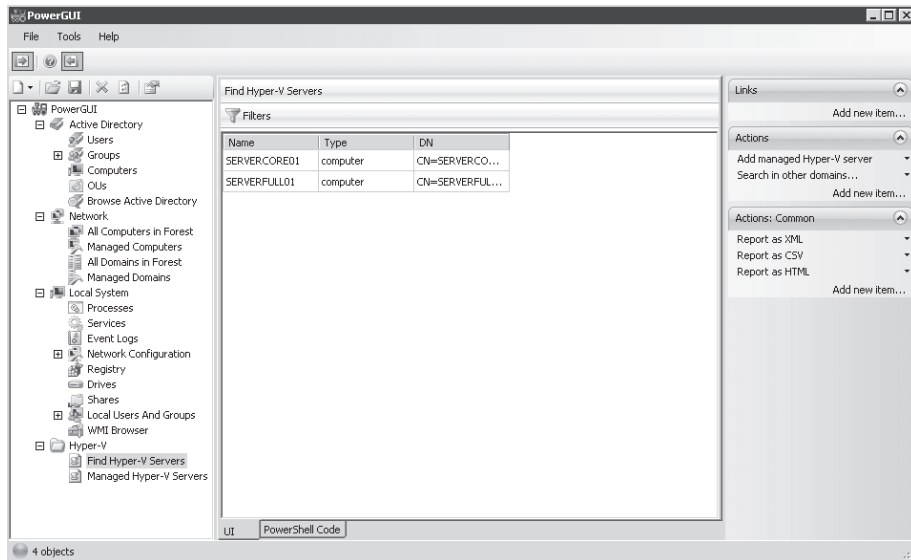 PowerGUI
File Tools Help
PowerGUI
Active Directory
Users
Groups
Computers
OUs
Browse Active Directory
Network
All Computers in Forest
Managed Computers
All Domains in Forest
Managed Domains
Local System
Processes
Services
Event Logs
Network Configuration
Registry
Drives
Shares
Local Users And Groups
WMI Browser
Hyper-V
Find Hyper-V Servers
Managed Hyper-V Servers
Find Hyper-V Servers
Filters
Name Type DN
SERVERCORE01 computer CN=SERVERCO...
SERVERFULL01 computer CN=SERVERFUL...
UI PowerShell Code
Links
Add new item...
Actions
Add managed Hyper-V server
Search in other domains...
Add new item...
Actions: Common
Report as XML
Report as CSV
Report as HTML
Add new item...
4 objects